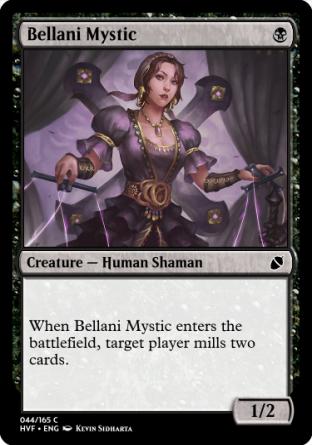 Bellani Mystic
Creature — Human Shaman
When Bellani Mystic enters the
battlefield, target player mills two
cards.
1/2
044/165 C
HVF • ENG Kevin Sidharta